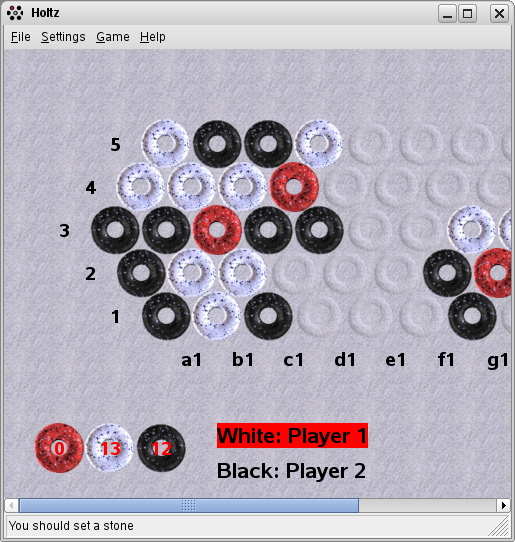 Holtz
File Settings Game Help
5
4
3
2
1
a1 b1 c1 d1 e1 f1 g1
0 13 12
White: Player 1
Black: Player 2
You should set a stone